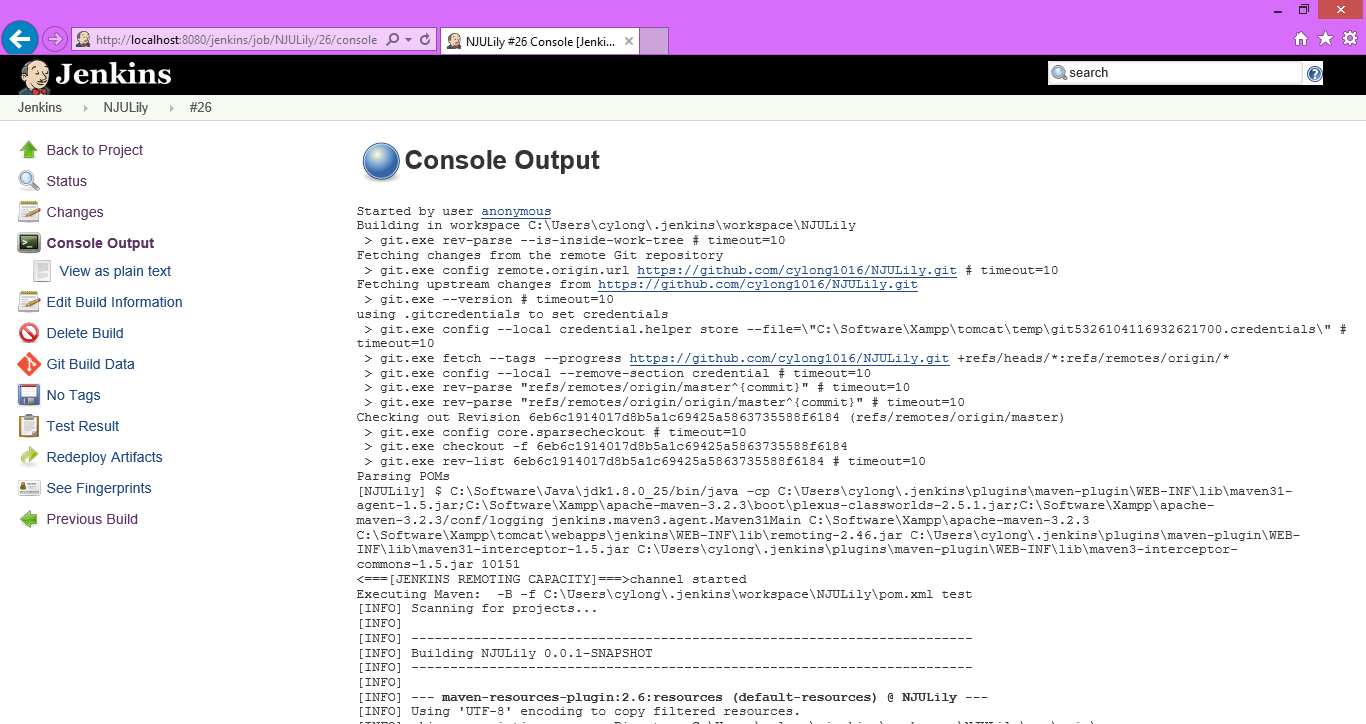 http://localhost:8080/jenkins/job/NJULily/26/console
NJULily #26 Console [Jenki...
Jenkins
search
Jenkins NJULily #26
Back to Project
Status
Changes
Console Output
View as plain text
Edit Build Information
Delete Build
Git Build Data
No Tags
Test Result
Redeploy Artifacts
See Fingerprints
Previous Build
Console Output
Started by user anonymous
Building in workspace C:\Users\cylong\.jenkins\workspace\NJULily
 > git.exe rev-parse --is-inside-work-tree # timeout=10
Fetching changes from the remote Git repository
 > git.exe config remote.origin.url https://github.com/cylong1016/NJULily.git # timeout=10
Fetching upstream changes from https://github.com/cylong1016/NJULily.git
 > git.exe --version # timeout=10
using .gitcredentials to set credentials
 > git.exe config --local credential.helper store --file=\"C:\Software\Xampp\tomcat\temp\git5326104116932621700.credentials\" #
timeout=10
 > git.exe fetch --tags --progress https://github.com/cylong1016/NJULily.git +refs/heads/*:refs/remotes/origin/*
 > git.exe config --local --remove-section credential # timeout=10
 > git.exe rev-parse "refs/remotes/origin/master^{commit}" # timeout=10
 > git.exe rev-parse "refs/remotes/origin/origin/master^{commit}" # timeout=10
Checking out Revision 6eb6c1914017d8b5a1c69425a5863735588f6184 (refs/remotes/origin/master)
 > git.exe config core.sparsecheckout # timeout=10
 > git.exe checkout -f 6eb6c1914017d8b5a1c69425a5863735588f6184
 > git.exe rev-list 6eb6c1914017d8b5a1c69425a5863735588f6184 # timeout=10
Parsing POMs
[NJULily] $ C:\Software\Java\jdk1.8.0_25/bin/java -cp C:\Users\cylong\.jenkins\plugins\maven-plugin\WEB-INF\lib\maven31-
agent-1.5.jar;C:\Software\Xampp\apache-maven-3.2.3\boot\plexus-classworlds-2.5.1.jar;C:\Software\Xampp\apache-
maven-3.2.3/conf/logging jenkins.maven3.agent.Maven31Main C:\Software\Xampp\apache-maven-3.2.3
C:\Software\Xampp\tomcat\webapps\jenkins\WEB-INF\lib\remoting-2.46.jar C:\Users\cylong\.jenkins\plugins\maven-plugin\WEB-
INF\lib\maven31-interceptor-1.5.jar C:\Users\cylong\.jenkins\plugins\maven-plugin\WEB-INF\lib\maven3-interceptor-
commons-1.5.jar 10151
<===[JENKINS REMOTING CAPACITY]===>channel started
Executing Maven:  -B -f C:\Users\cylong\.jenkins\workspace\NJULily\pom.xml test
[INFO] Scanning for projects...
[INFO]
[INFO] ------------------------------------------------------------------------
[INFO] Building NJULily 0.0.1-SNAPSHOT
[INFO] ------------------------------------------------------------------------
[INFO]
[INFO] --- maven-resources-plugin:2.6:resources (default-resources) @ NJULily ---
[INFO] Using 'UTF-8' encoding to copy filtered resources.